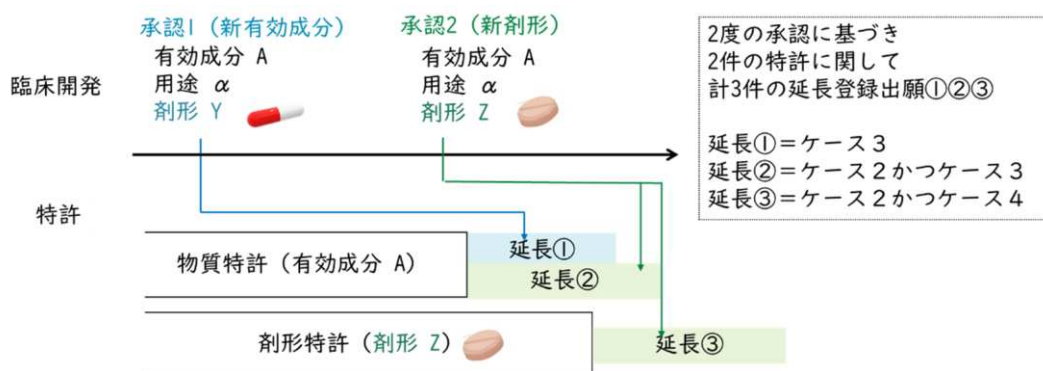 承認1（新有効成分）
有効成分 A
用途 α
剤形 Y
承認2（新剤形）
有効成分 A
用途 α
剤形 Z
2度の承認に基づき
2件の特許に関して
計3件の延長登録出願①②③
延長①＝ケース３
延長②＝ケース２かつケース３
延長③＝ケース２かつケース４
臨床開発
特許
物質特許（有効成分 A）
延長①
延長②
剤形特許（剤形 Z）
延長③